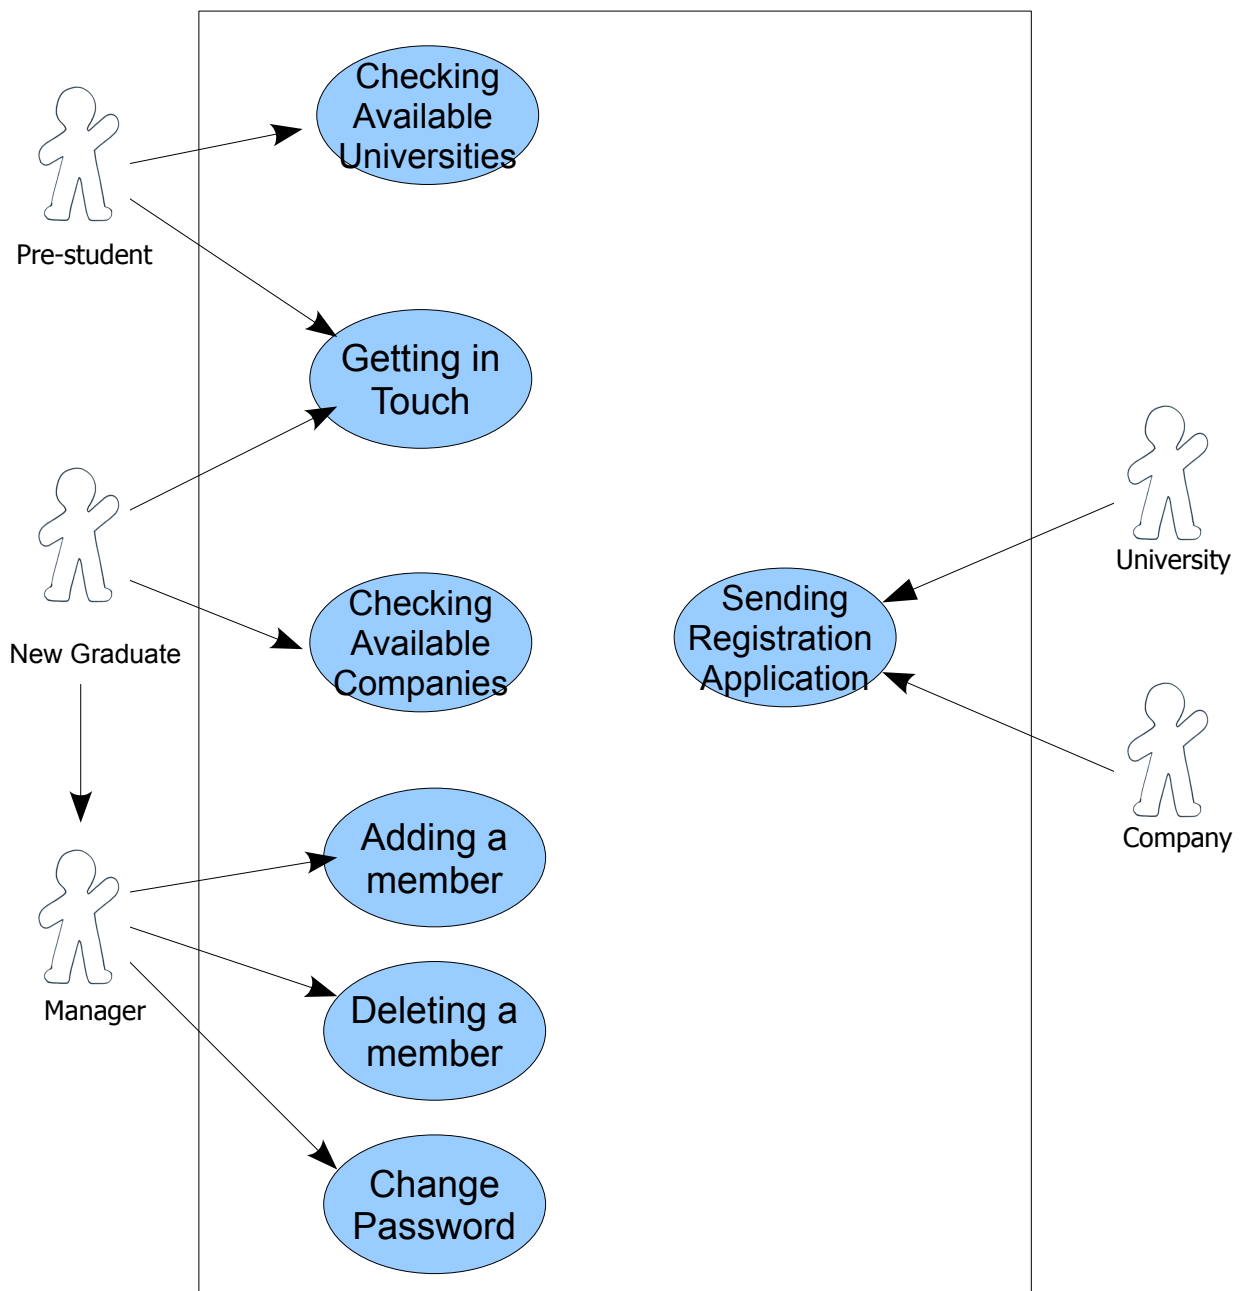 Checking
Available
Universities
Pre-student
Getting in
Touch
New Graduate
Checking
Available
Companies
Sending
Registration
Application
University
Company
Adding a
member
Manager
Deleting a
member
Change
Password